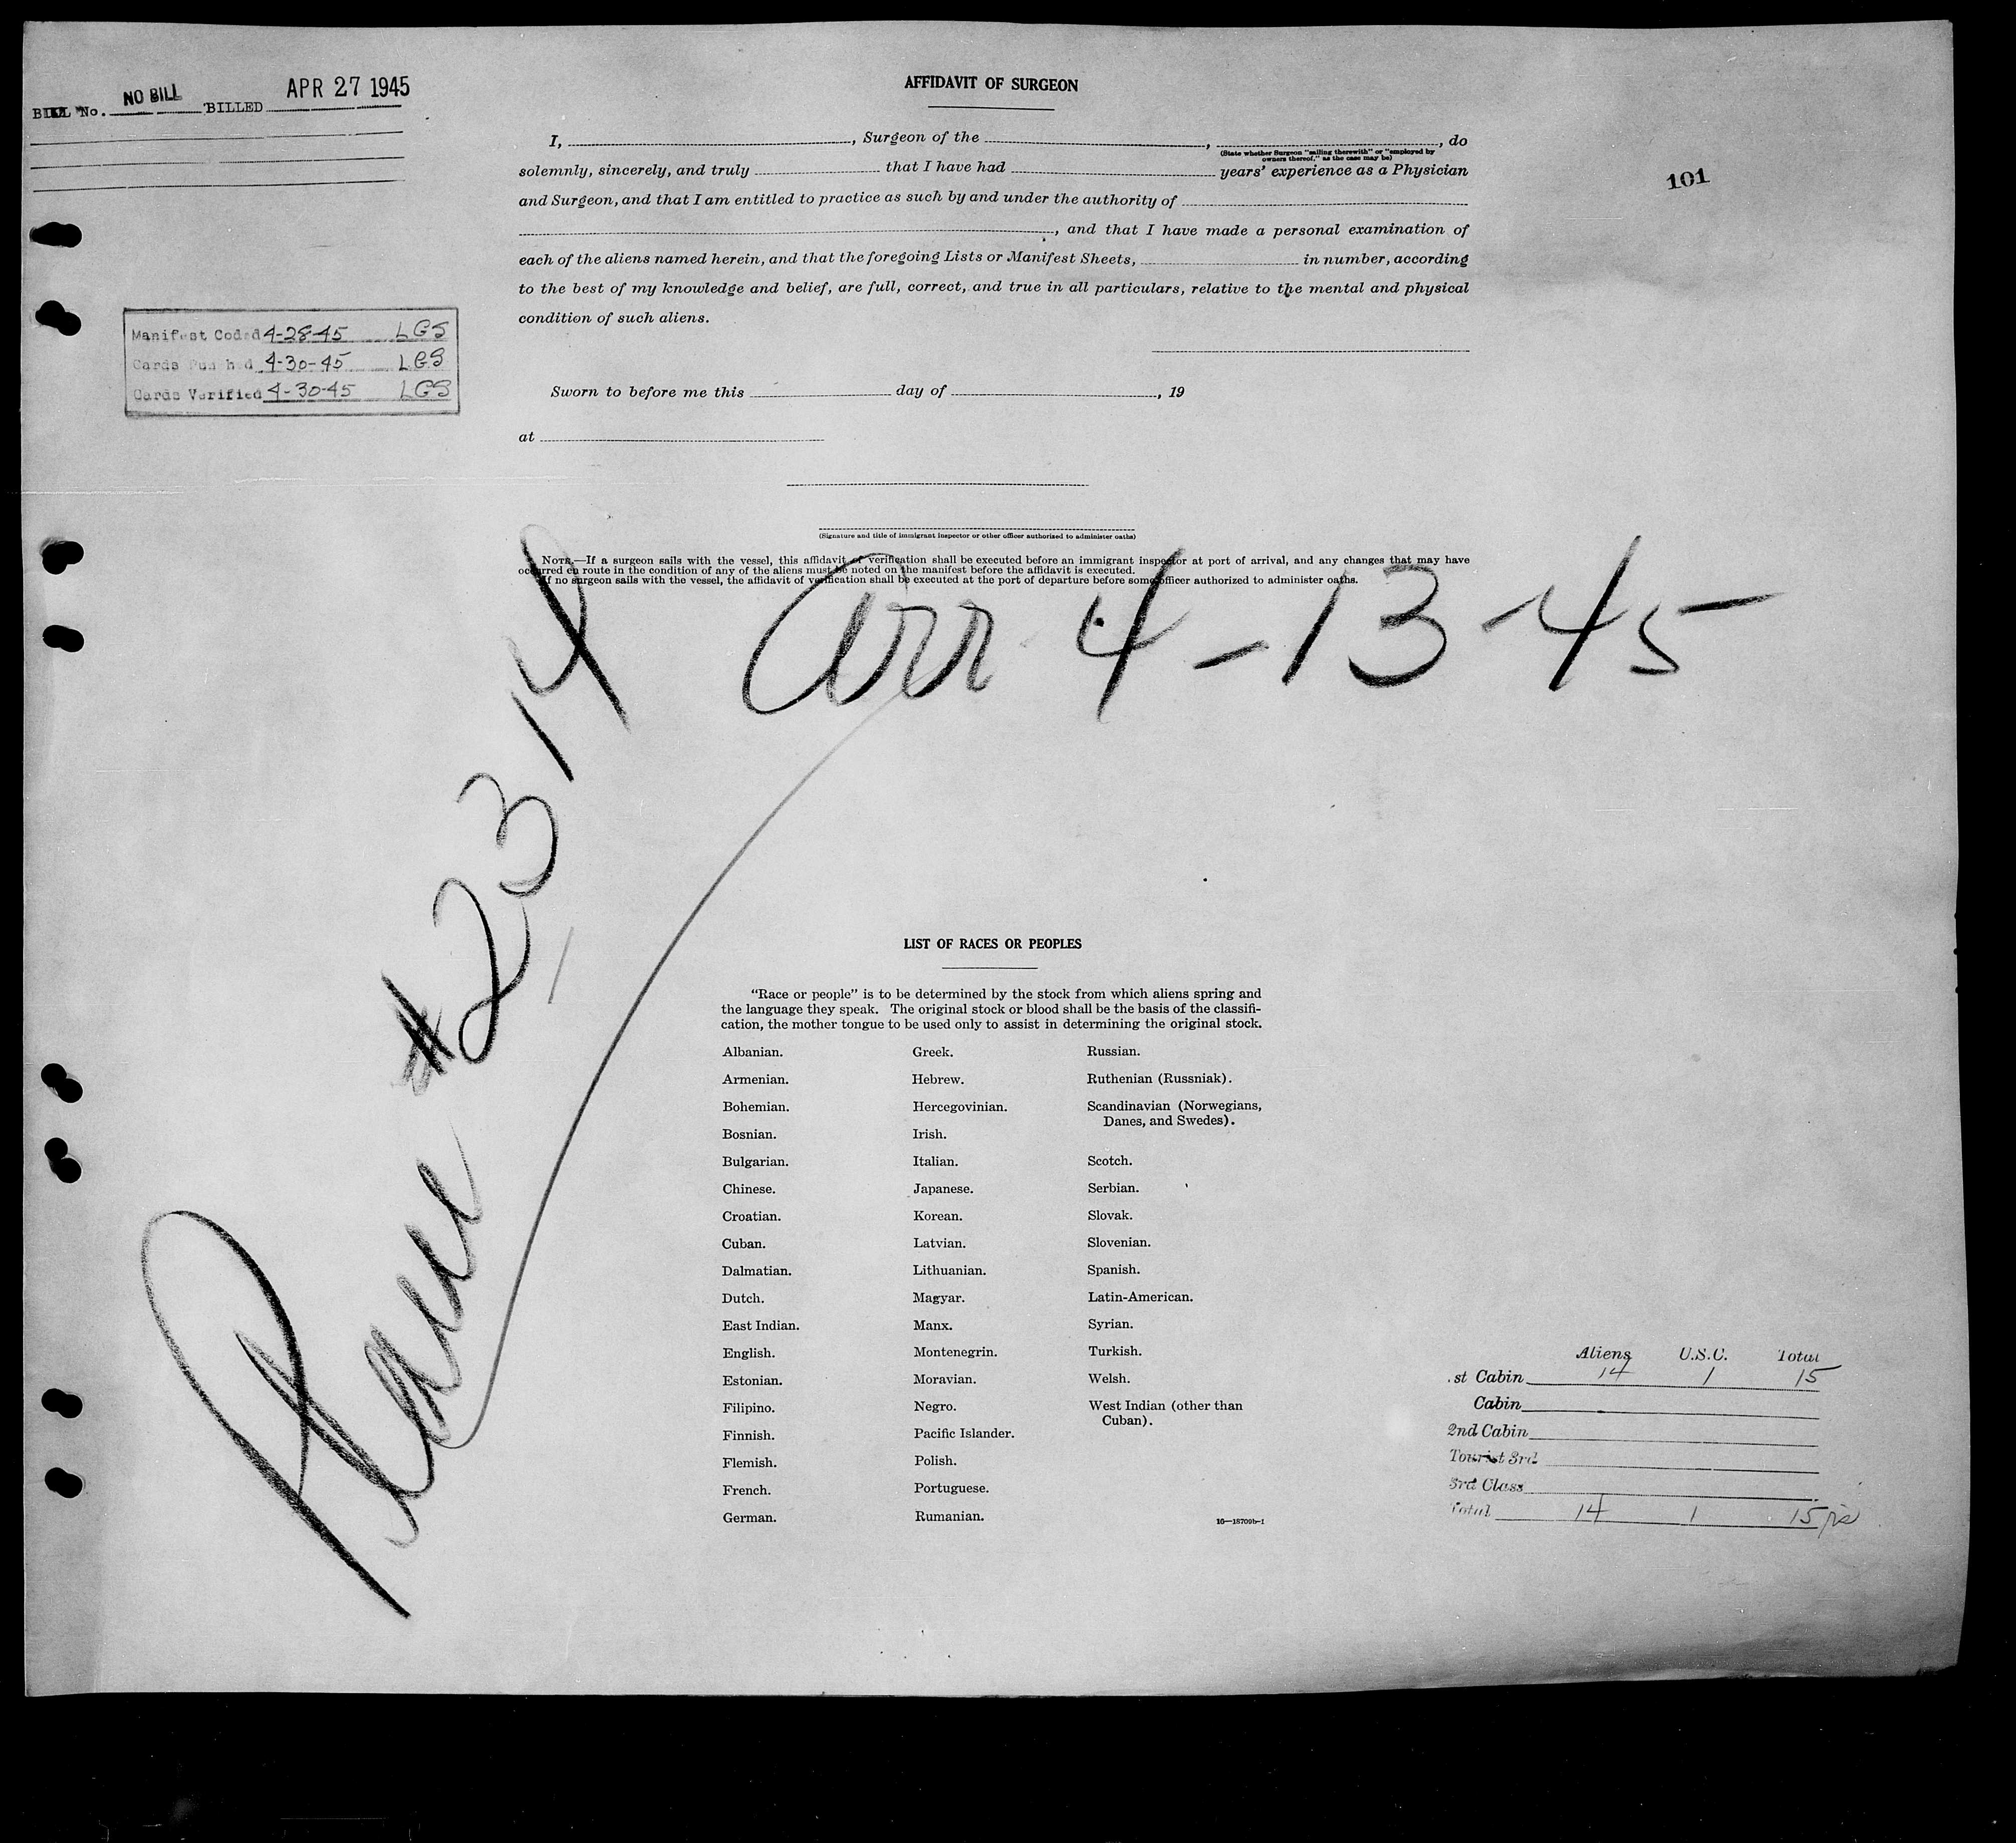 BILL No. NO BILL BILLED APR 27 1945
AFFIDAVIT OF SURGEON
101
I, , Surgeon of the , , do
(State whether Surgeon "sailing therewith" or "employed by
owners thereof," as the case may be)
solemnly, sincerely, and truly that I have had years' experience as a Physician
and Surgeon, and that I am entitled to practice as such by and under the authority of
, and that I have made a personal examination of
each of the aliens named herein, and that the foregoing Lists or Manifest Sheets, in number, according
to the best of my knowledge and belief, are full, correct, and true in all particulars, relative to the mental and physical
condition of such aliens.
Manifest Coded 4-28-45 LGS
Cards Punched 4-30-45 LGS
Cards Verified 4-30-45 LGS
Sworn to before me this day of , 19
at
(Signature and title of immigrant inspector or other officer authorized to administer oaths)
NOTE.—If a surgeon sails with the vessel, this affidavit of verification shall be executed before an immigrant inspector at port of arrival, and any changes that may have
occurred en route in the condition of any of the aliens must be noted on the manifest before the affidavit is executed.
If no surgeon sails with the vessel, the affidavit of verification shall be executed at the port of departure before some officer authorized to administer oaths.
Arr 4-13-45
Plane #2314
LIST OF RACES OR PEOPLES
"Race or people" is to be determined by the stock from which aliens spring and
the language they speak. The original stock or blood shall be the basis of the classifi-
cation, the mother tongue to be used only to assist in determining the original stock.
Albanian.
Armenian.
Bohemian.
Bosnian.
Bulgarian.
Chinese.
Croatian.
Cuban.
Dalmatian.
Dutch.
East Indian.
English.
Estonian.
Filipino.
Finnish.
Flemish.
French.
German.
Greek.
Hebrew.
Hercegovinian.
Irish.
Italian.
Japanese.
Korean.
Latvian.
Lithuanian.
Magyar.
Manx.
Montenegrin.
Moravian.
Negro.
Pacific Islander.
Polish.
Portuguese.
Rumanian.
Russian.
Ruthenian (Russniak).
Scandinavian (Norwegians,
Danes, and Swedes).
Scotch.
Serbian.
Slovak.
Slovenian.
Spanish.
Latin-American.
Syrian.
Turkish.
Welsh.
West Indian (other than
Cuban).
16—18709b-1
Aliens U.S.C. Total
st Cabin 14 1 15
Cabin
2nd Cabin
Tourist 3rd
3rd Class
Total 14 1 15